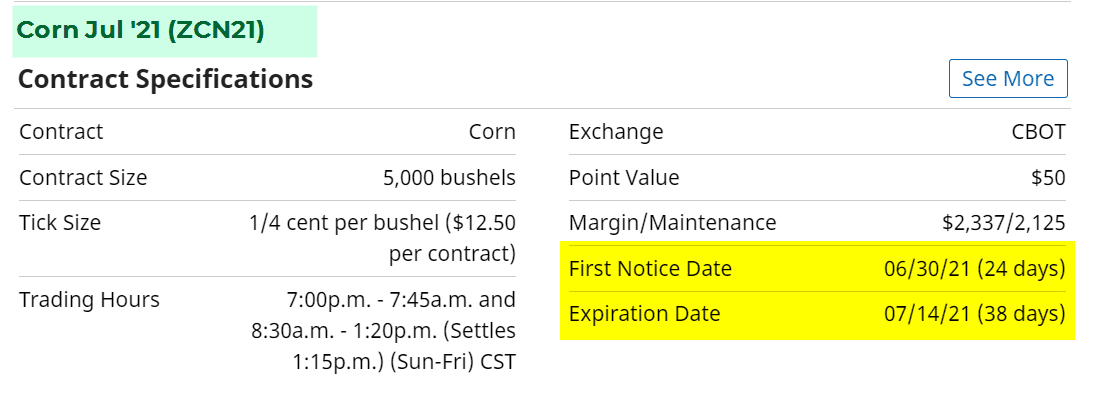 Corn Jul '21 (ZCN21)
Contract Specifications
See More
Contract Corn
Contract Size 5,000 bushels
Tick Size 1/4 cent per bushel ($12.50
per contract)
Trading Hours 7:00p.m. - 7:45a.m. and
8:30a.m. - 1:20p.m. (Settles
1:15p.m.) (Sun-Fri) CST
Exchange CBOT
Point Value $50
Margin/Maintenance $2,337/2,125
First Notice Date 06/30/21 (24 days)
Expiration Date 07/14/21 (38 days)